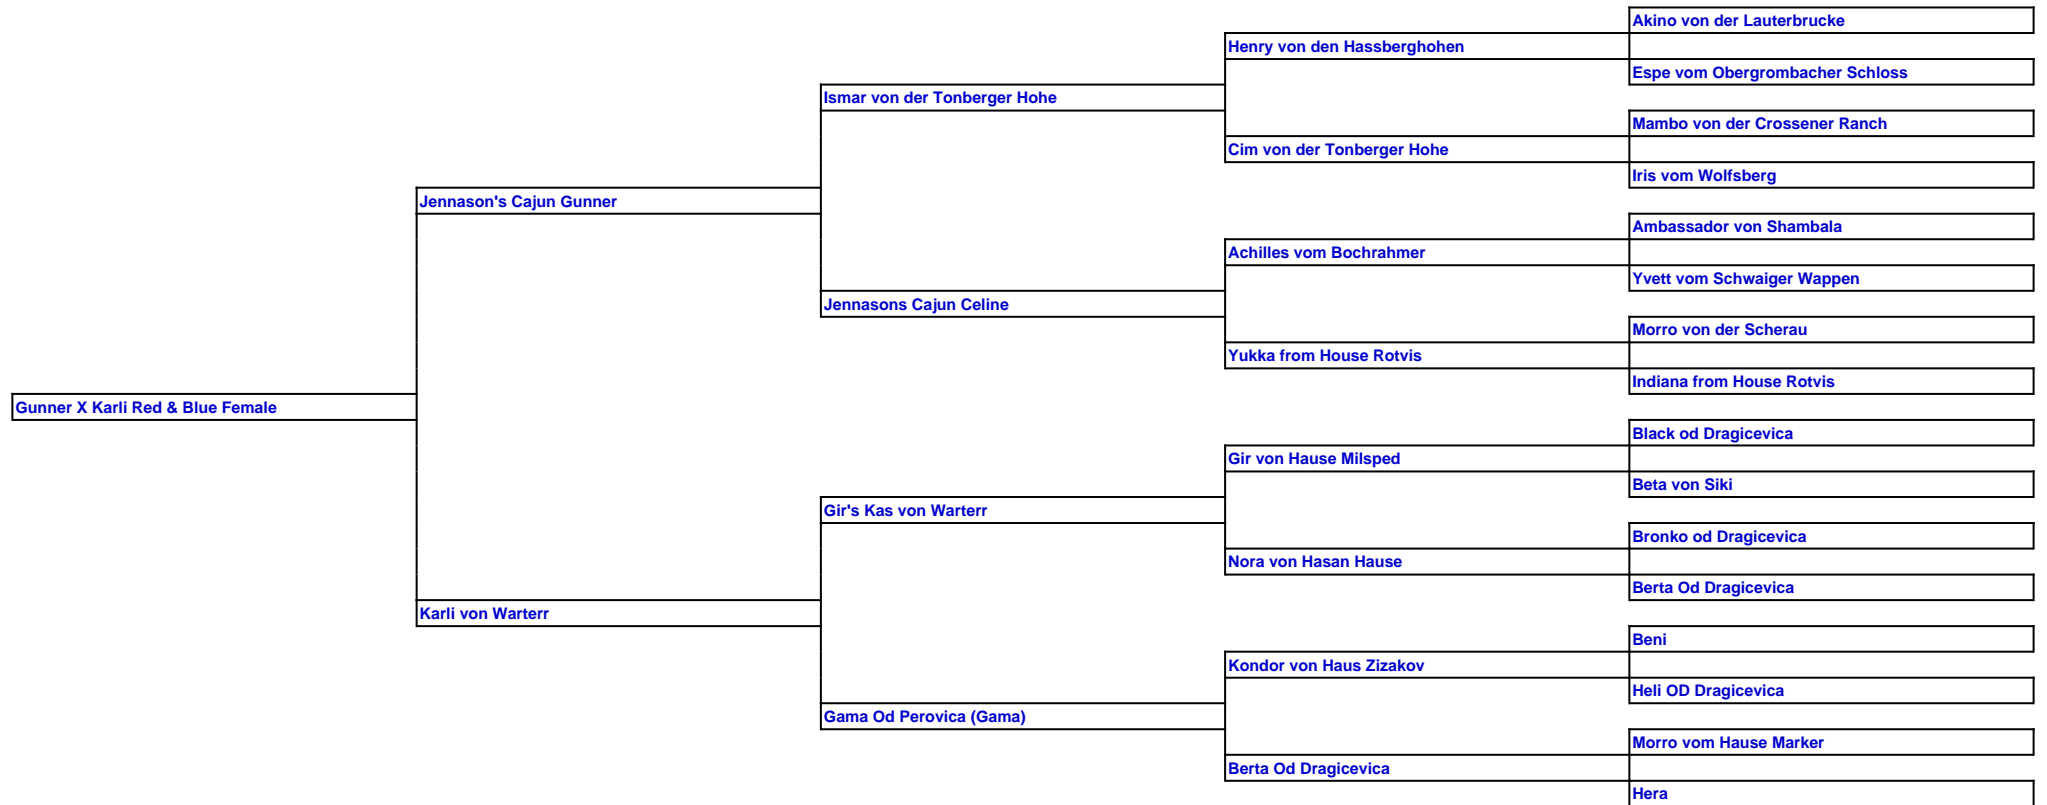 Akino von der Lauterbrucke
Henry von den Hassberghohen
Espe vom Obergrombacher Schloss
Ismar von der Tonberger Hohe
Mambo von der Crossener Ranch
Cim von der Tonberger Hohe
Iris vom Wolfsberg
Jennason's Cajun Gunner
Ambassador von Shambala
Achilles vom Bochrahmer
Yvett vom Schwaiger Wappen
Jennasons Cajun Celine
Morro von der Scherau
Yukka from House Rotvis
Indiana from House Rotvis
Gunner X Karli Red & Blue Female
Black od Dragicevica
Gir von Hause Milsped
Beta von Siki
Gir's Kas von Warterr
Bronko od Dragicevica
Nora von Hasan Hause
Berta Od Dragicevica
Karli von Warterr
Beni
Kondor von Haus Zizakov
Heli OD Dragicevica
Gama Od Perovica (Gama)
Morro vom Hause Marker
Berta Od Dragicevica
Hera